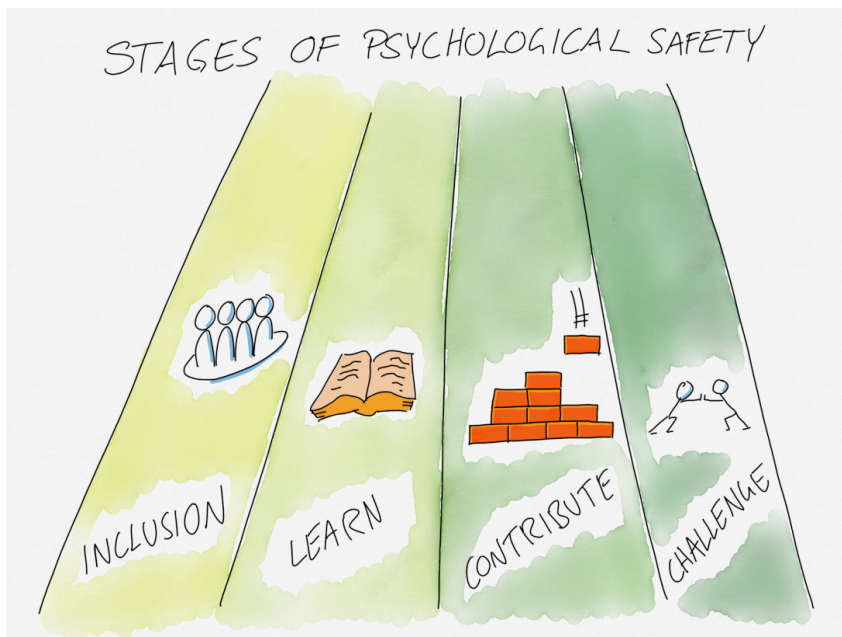 STAGES OF PSYCHOLOGICAL SAFETY
INCLUSION
LEARN
CONTRIBUTE
CHALLENGE